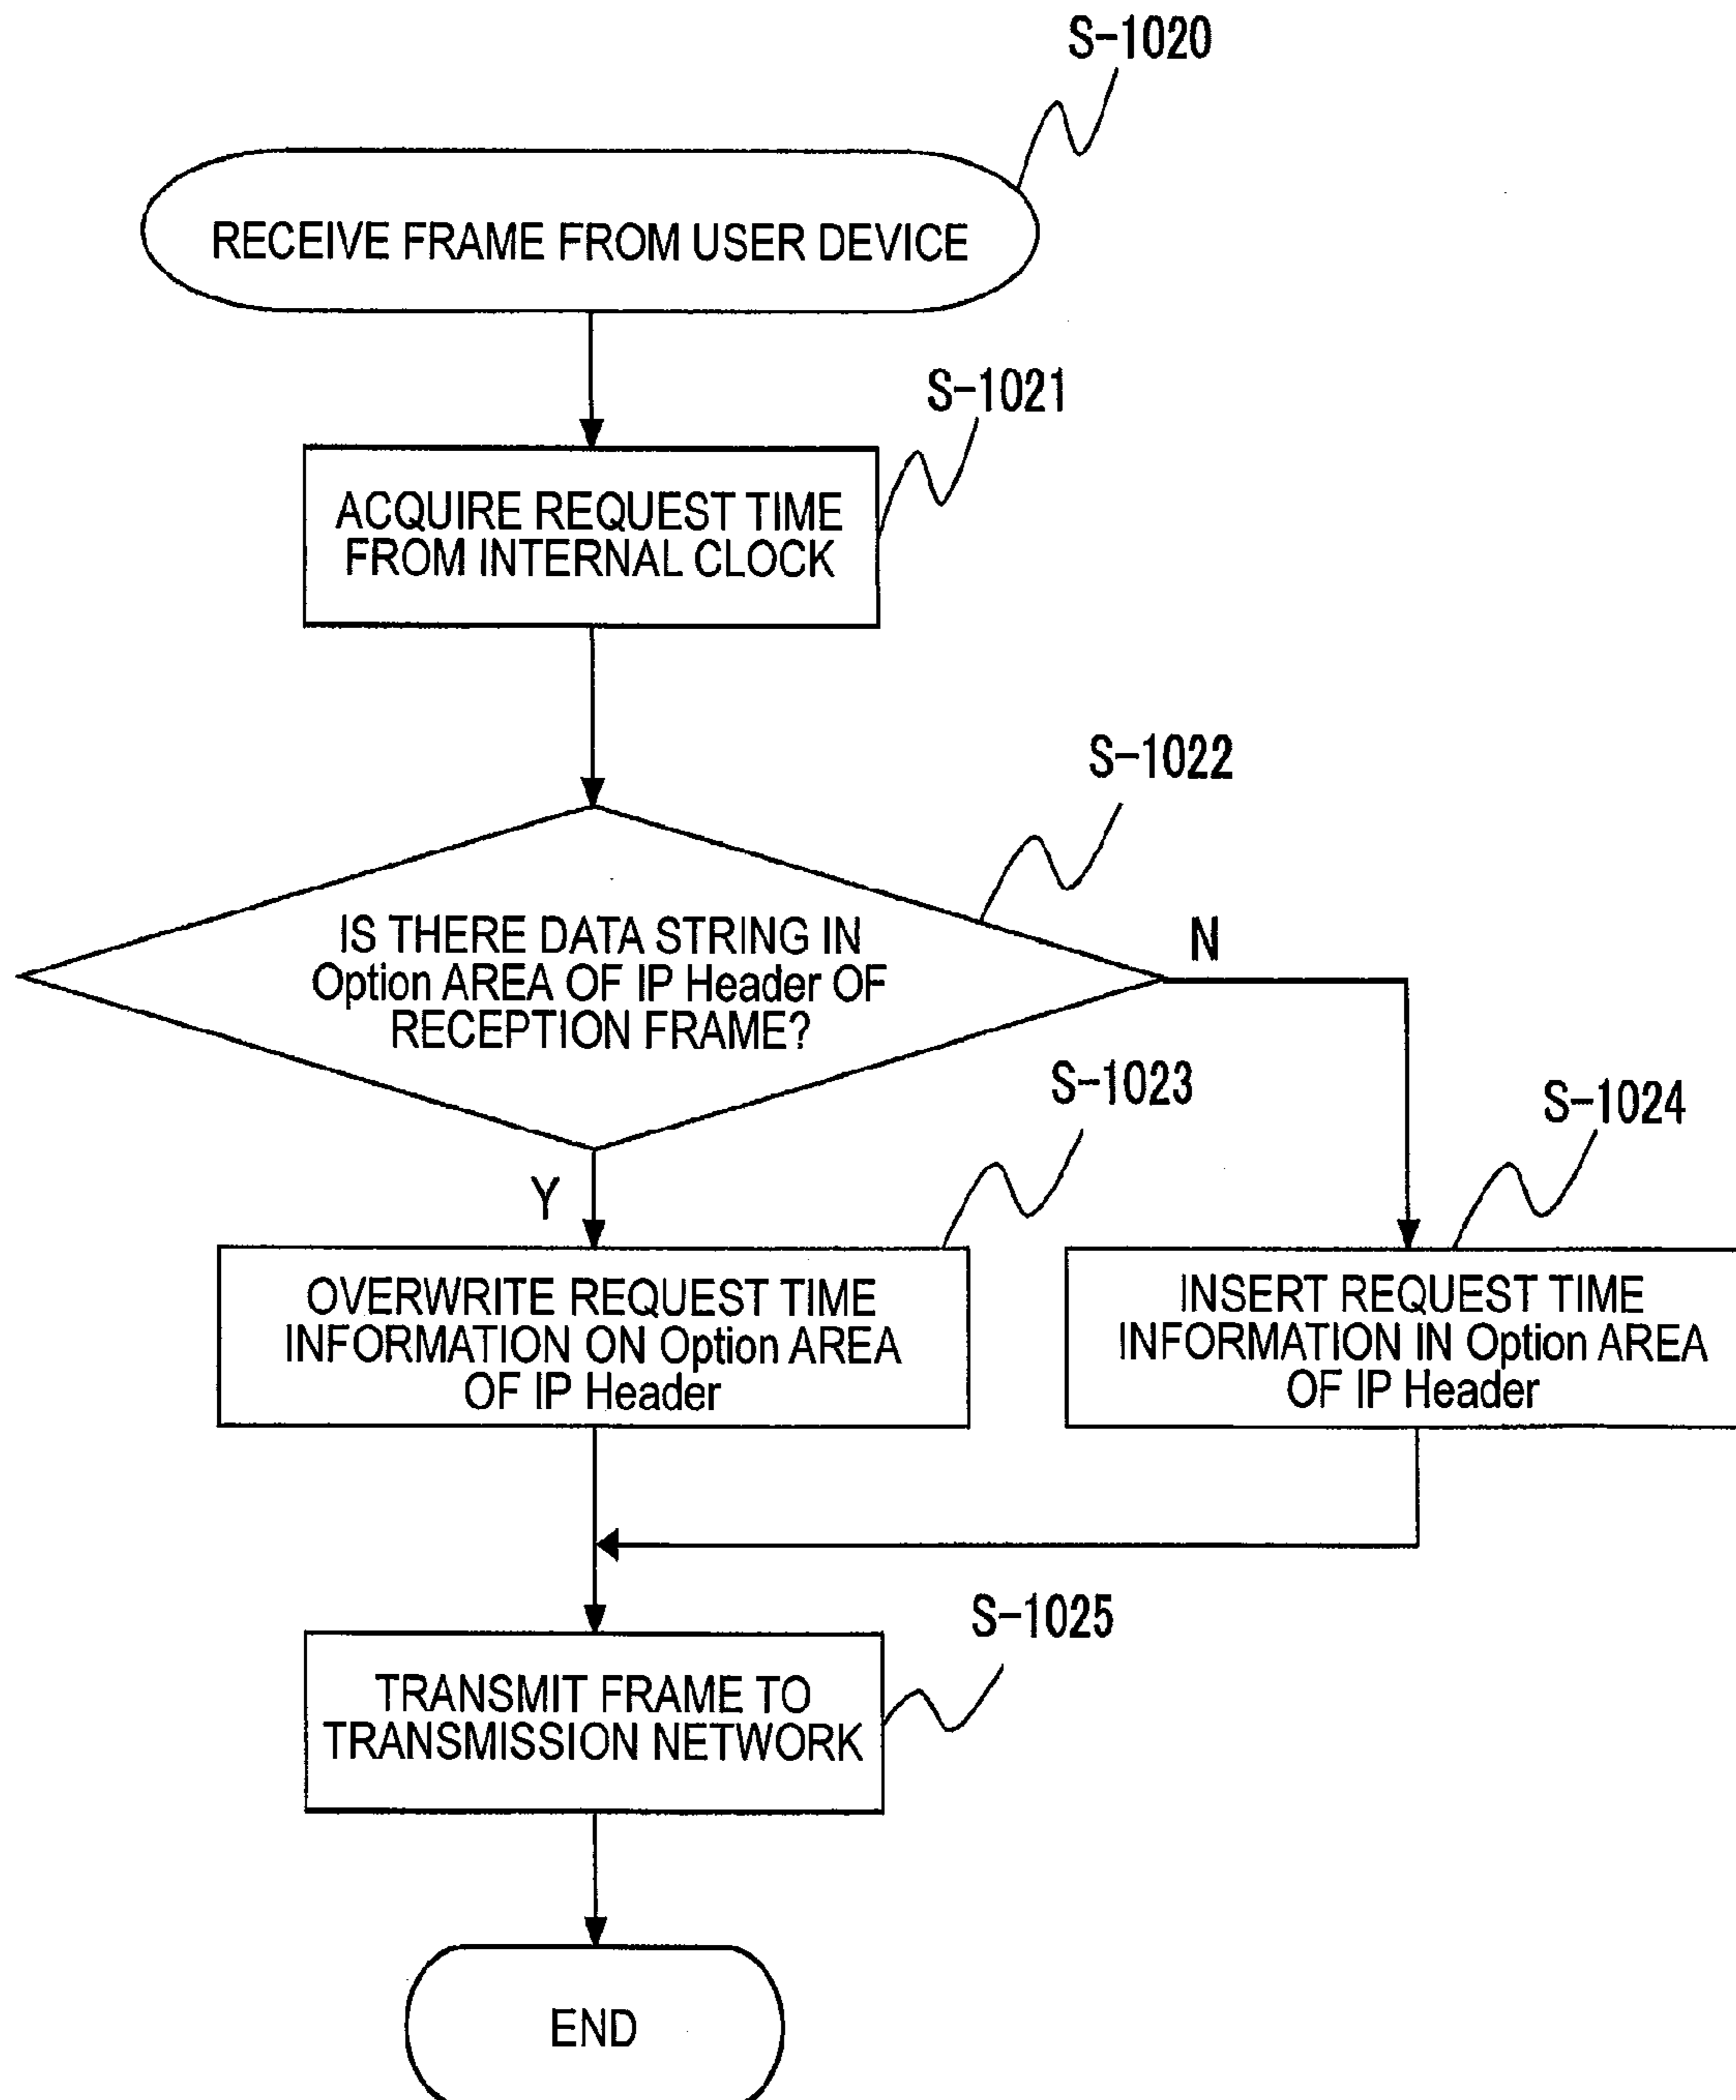 S-1020
RECEIVE FRAME FROM USER DEVICE
S-1021
ACQUIRE REQUEST TIME
FROM INTERNAL CLOCK
S-1022
IS THERE DATA STRING IN
Option AREA OF IP Header OF
RECEPTION FRAME?
N
Y
S-1023
OVERWRITE REQUEST TIME
INFORMATION ON Option AREA
OF IP Header
S-1024
INSERT REQUEST TIME
INFORMATION IN Option AREA
OF IP Header
S-1025
TRANSMIT FRAME TO
TRANSMISSION NETWORK
END